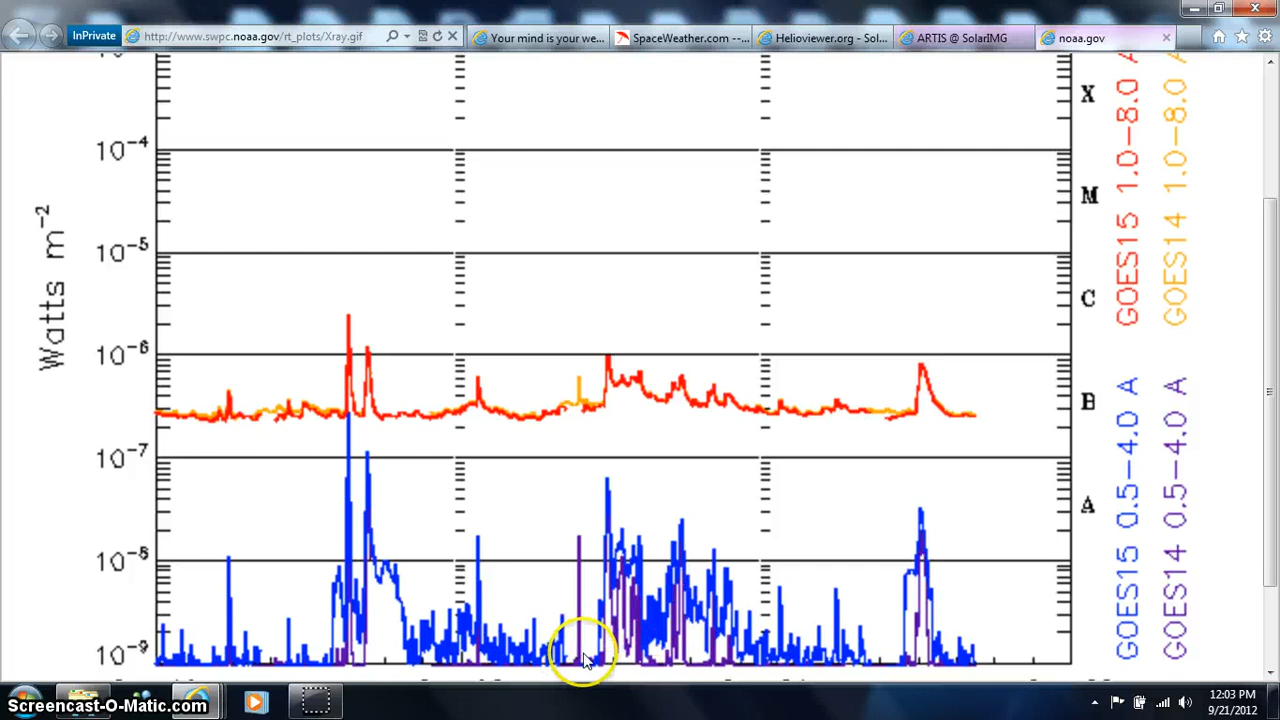 InPrivate
http://www.swpc.noaa.gov/rt_plots/Xray.gif
Your mind is your we...
SpaceWeather.com --...
Helioviewer.org - Sol...
ARTIS @ SolarIMG
noaa.gov
Watts m-2
10-4
10-5
10-6
10-7
10-8
10-9
X
M
C
B
A
GOES15 1.0-8.0 A
GOES14 1.0-8.0 A
GOES15 0.5-4.0 A
GOES14 0.5-4.0 A
Screencast-O-Matic.com
12:03 PM
9/21/2012